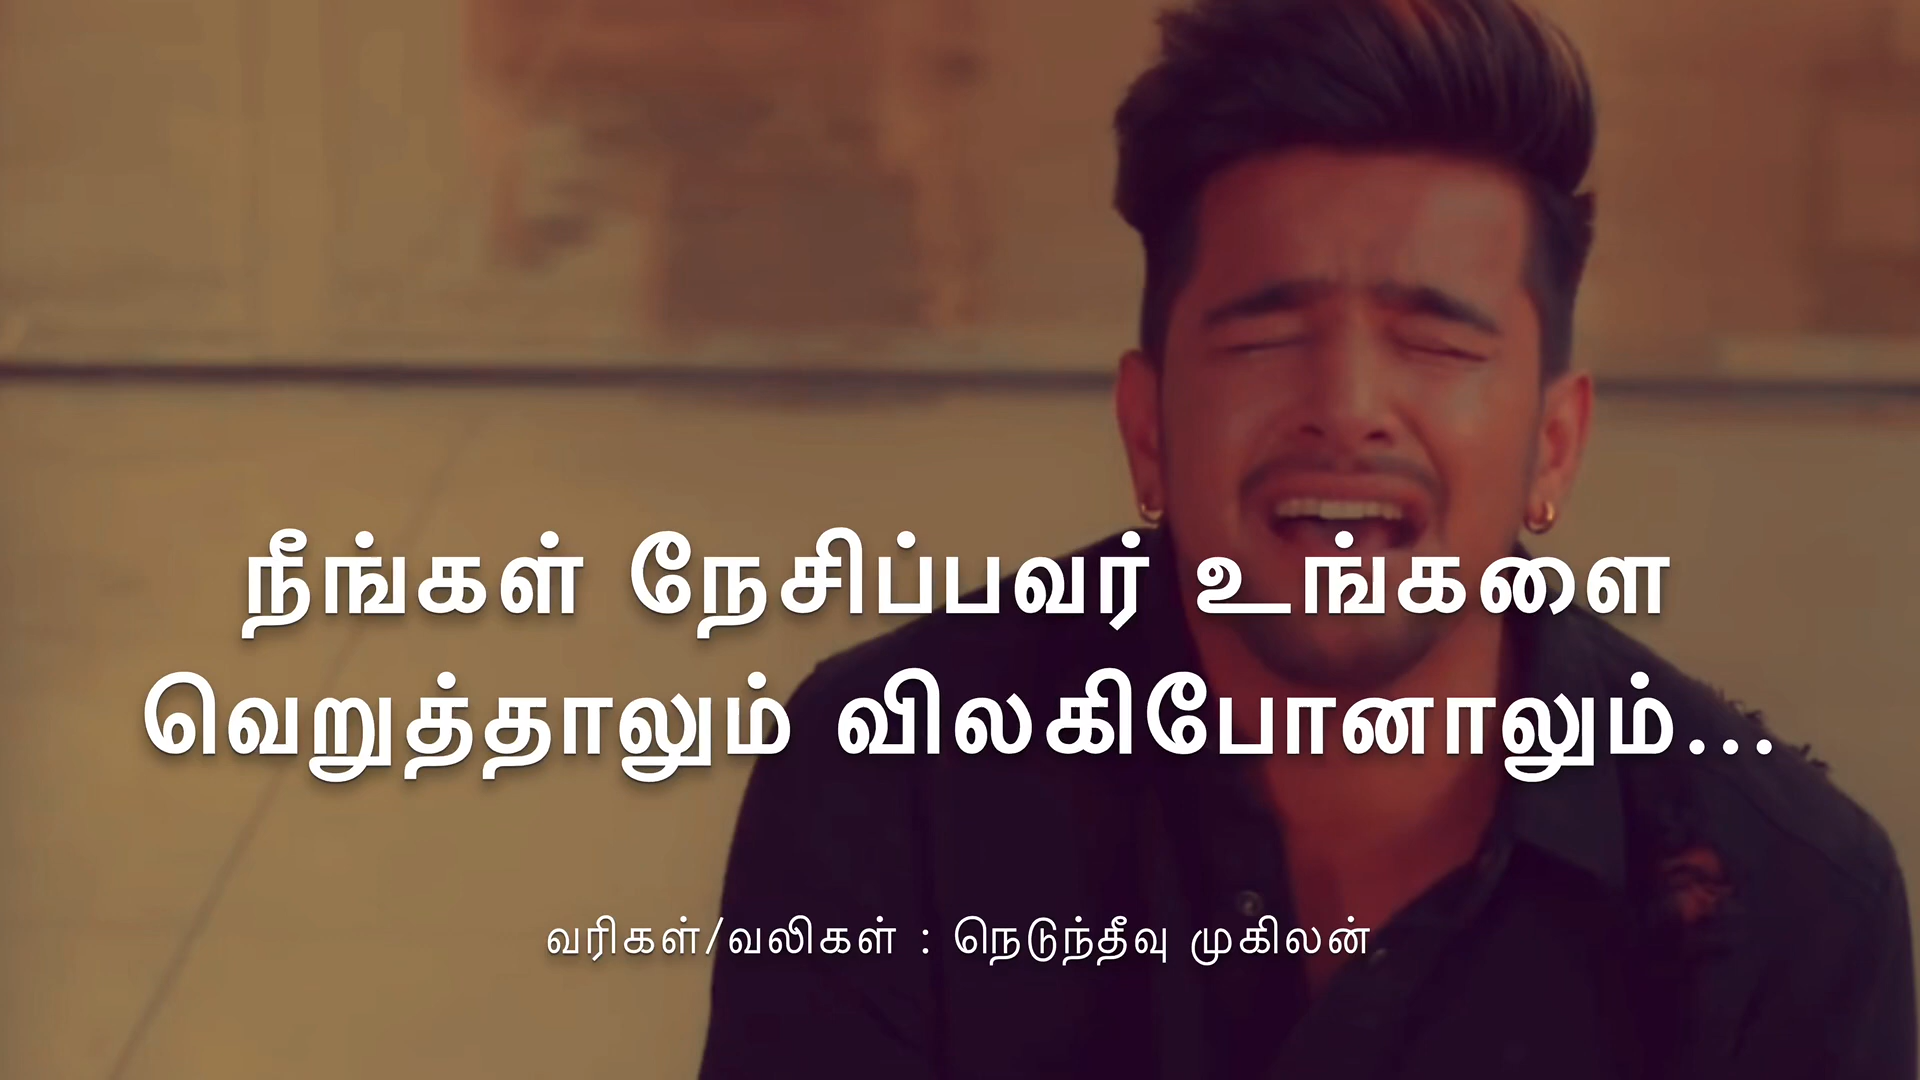 நீங்கள் நேசிப்பவர் உங்களை
வெறுத்தாலும் விலகிபோனாலும்...
வரிகள்/வலிகள் : நெடுந்தீவு முகிலன்